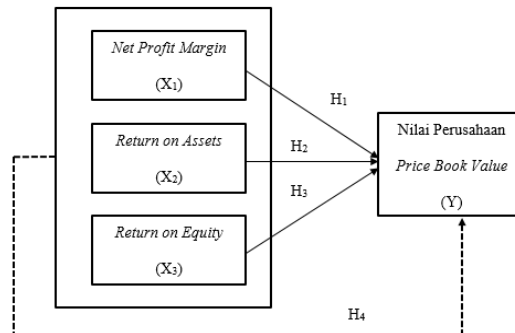 Net Profit Margin
(X₁)
H₁
Return on Assets
(X₂)
H₂
Return on Equity
(X₃)
H₃
Nilai Perusahaan
Price Book Value
(Y)
H₄